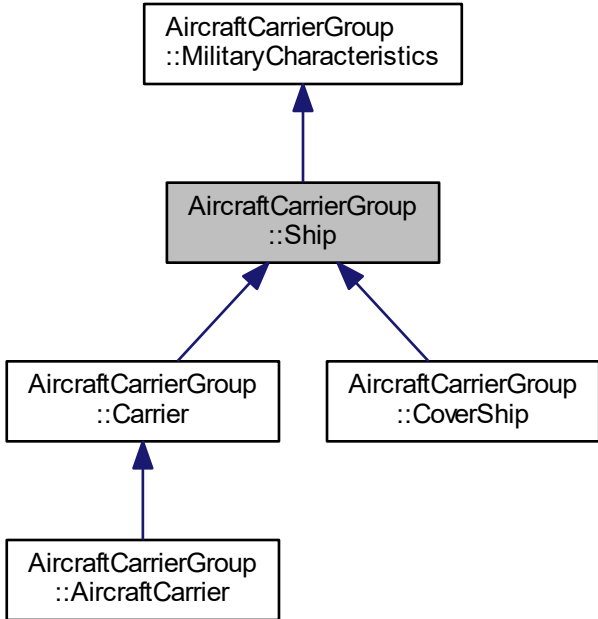 AircraftCarrierGroup
::MilitaryCharacteristics
AircraftCarrierGroup
::Ship
AircraftCarrierGroup
::Carrier
AircraftCarrierGroup
::CoverShip
AircraftCarrierGroup
::AircraftCarrier